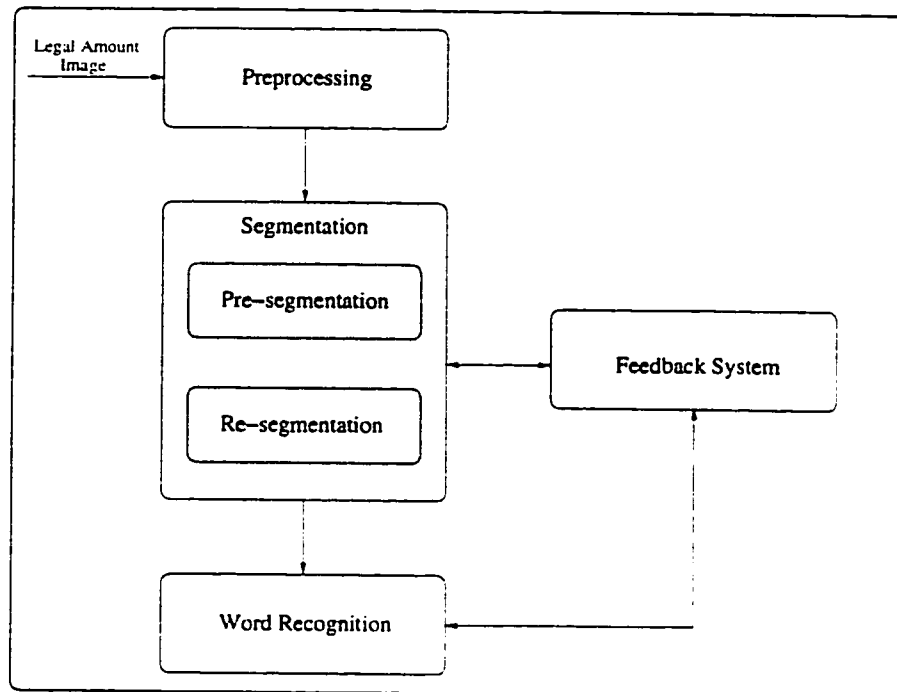 Legal Amount
Image
Preprocessing
Segmentation
Pre-segmentation
Re-segmentation
Feedback System
Word Recognition